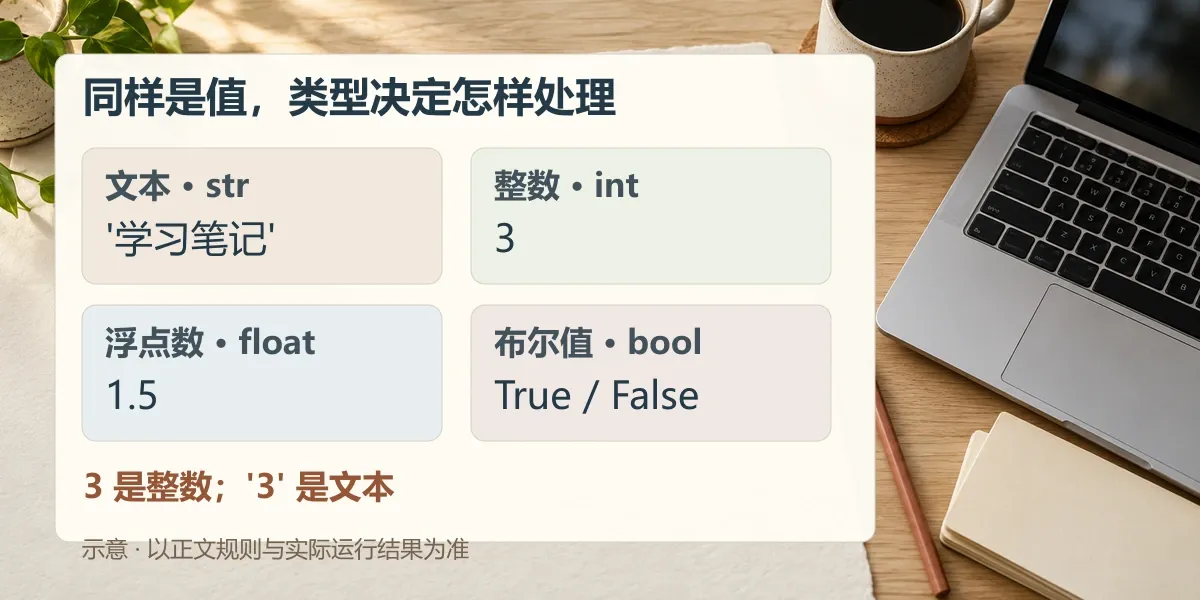 同样是值，类型决定怎样处理
文本 • str
'学习笔记'
整数 • int
3
浮点数 • float
1.5
布尔值 • bool
True / False
3 是整数；'3' 是文本
示意 · 以正文规则与实际运行结果为准